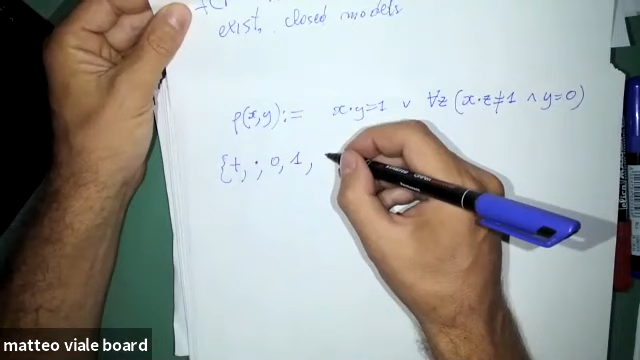 exist. closed models
φ(x,y) := x·y=1 ∨ ∀z (x·z≠1 ∧ y=0)
{+, ·, 0, 1,
matteo viale board